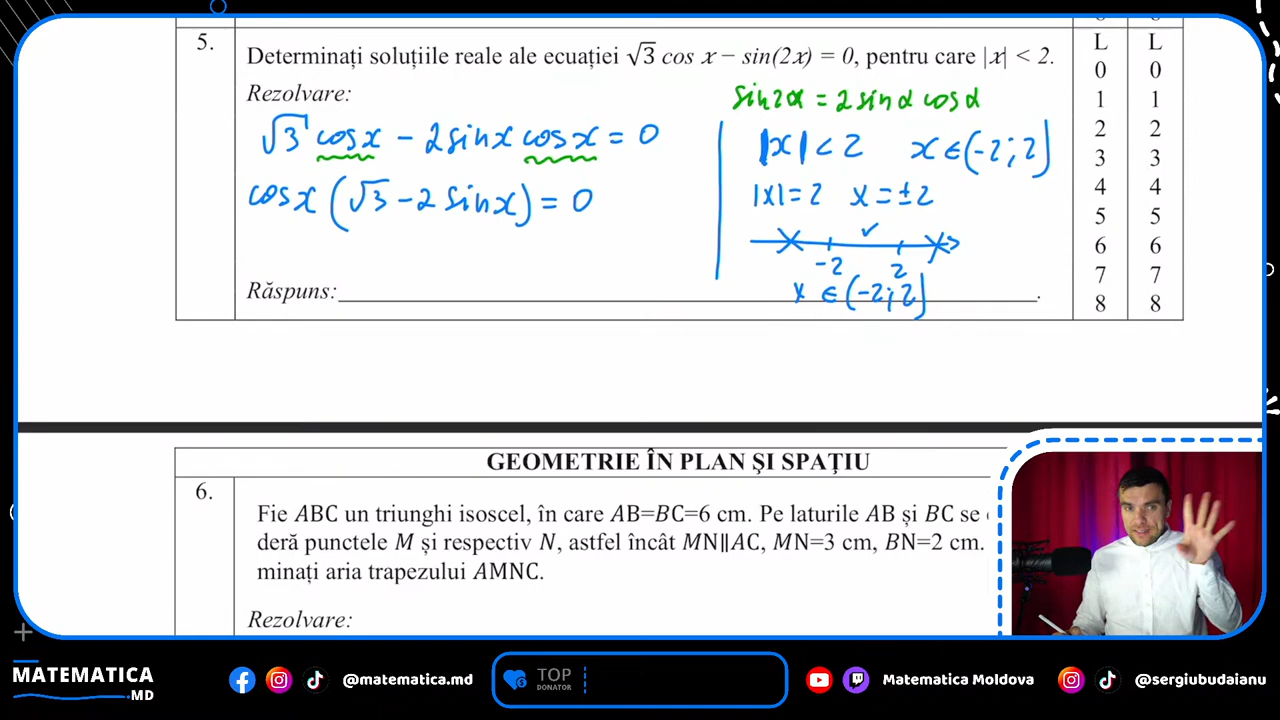 5.
Determinați soluțiile reale ale ecuației √3 cos x − sin(2x) = 0, pentru care |x| < 2.
Rezolvare:
sin2α = 2sinα cosα
√3 cosx − 2sinx cosx = 0
cosx (√3 − 2 sinx) = 0
|x| < 2 x ∈ (-2; 2)
|x| = 2 x = ±2
-2 2
x ∈ (-2; 2)
Răspuns: .
L L
0 0
1 1
2 2
3 3
4 4
5 5
6 6
7 7
8 8
GEOMETRIE ÎN PLAN ŞI SPAŢIU
6.
Fie ABC un triunghi isoscel, în care AB=BC=6 cm. Pe laturile AB și BC se
deră punctele M și respectiv N, astfel încât MN∥AC, MN=3 cm, BN=2 cm.
minați aria trapezului AMNC.
Rezolvare:
MATEMATICA
.MD
@matematica.md
TOP
DONATOR
Matematica Moldova
@sergiubudaianu